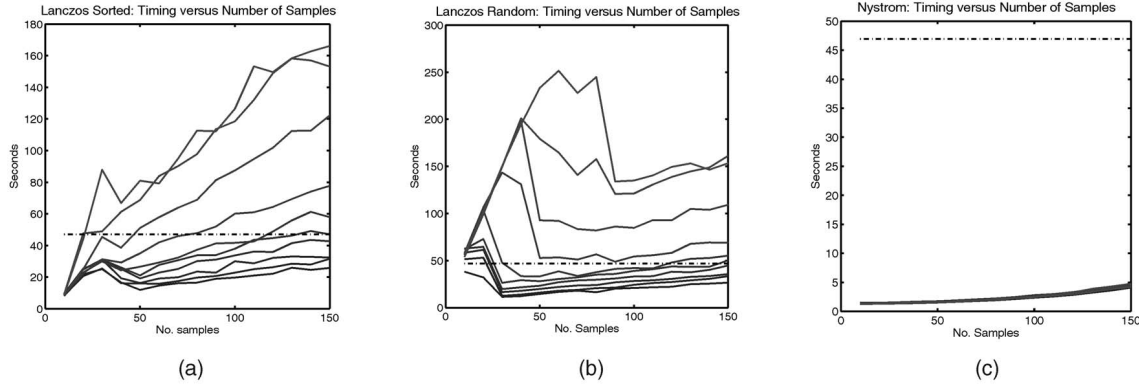 Lanczos Sorted: Timing versus Number of Samples
180
160
140
120
100
80
60
40
20
0
Seconds
0 50 100 150
No. samples
(a)
Lanczos Random: Timing versus Number of Samples
300
250
200
150
100
50
0
Seconds
0 50 100 150
No. Samples
(b)
Nystrom: Timing versus Number of Samples
50
45
40
35
30
25
20
15
10
5
0
Seconds
0 50 100 150
No. Samples
(c)